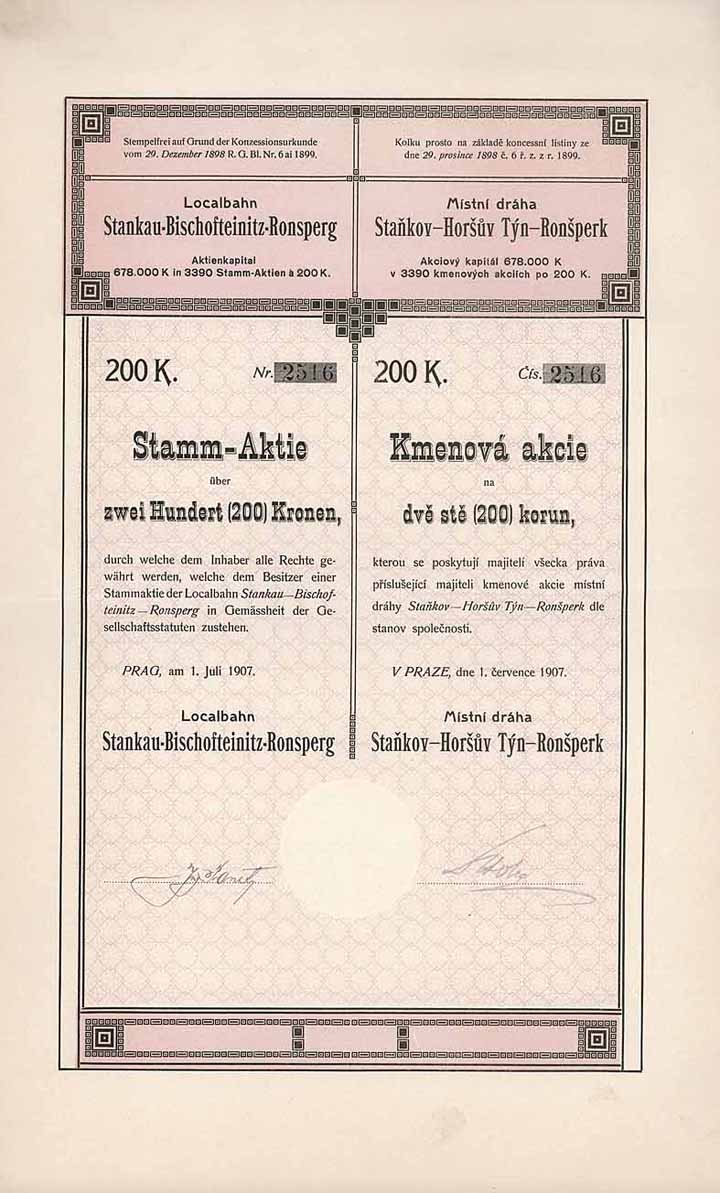 Stempelfrei auf Grund der Konzessionsurkunde
vom 29. Dezember 1898 R. G. Bl. Nr. 6 ai 1899.
Localbahn
Stankau-Bischofteinitz-Ronsperg
Aktienkapital
678.000 K in 3390 Stamm-Aktien à 200 K.
Kolku prosto na základě koncessní listiny ze
dne 29. prosince 1898 č. 6 ř. z. z r. 1899.
Místní dráha
Staňkov—Horšův Týn—Ronšperk
Akciový kapitál 678.000 K
v 3390 kmenových akciích po 200 K.
200 K. Nr. 2516
Stamm-Aktie
über
zwei Hundert (200) Kronen,
durch welche dem Inhaber alle Rechte ge-
währt werden, welche dem Besitzer einer
Stammaktie der Localbahn Stankau—Bischof-
teinitz—Ronsperg in Gemässheit der Ge-
sellschaftsstatuten zustehen.
PRAG, am 1. Juli 1907.
Localbahn
Stankau-Bischofteinitz-Ronsperg
200 K. Čís. 2516
Kmenová akcie
na
dvě stě (200) korun,
kterou se poskytují majiteli všecka práva
příslušející majiteli kmenové akcie místní
dráhy Staňkov—Horšův Týn—Ronšperk dle
stanov společnosti.
V PRAZE, dne 1. července 1907.
Místní dráha
Staňkov—Horšův Týn—Ronšperk